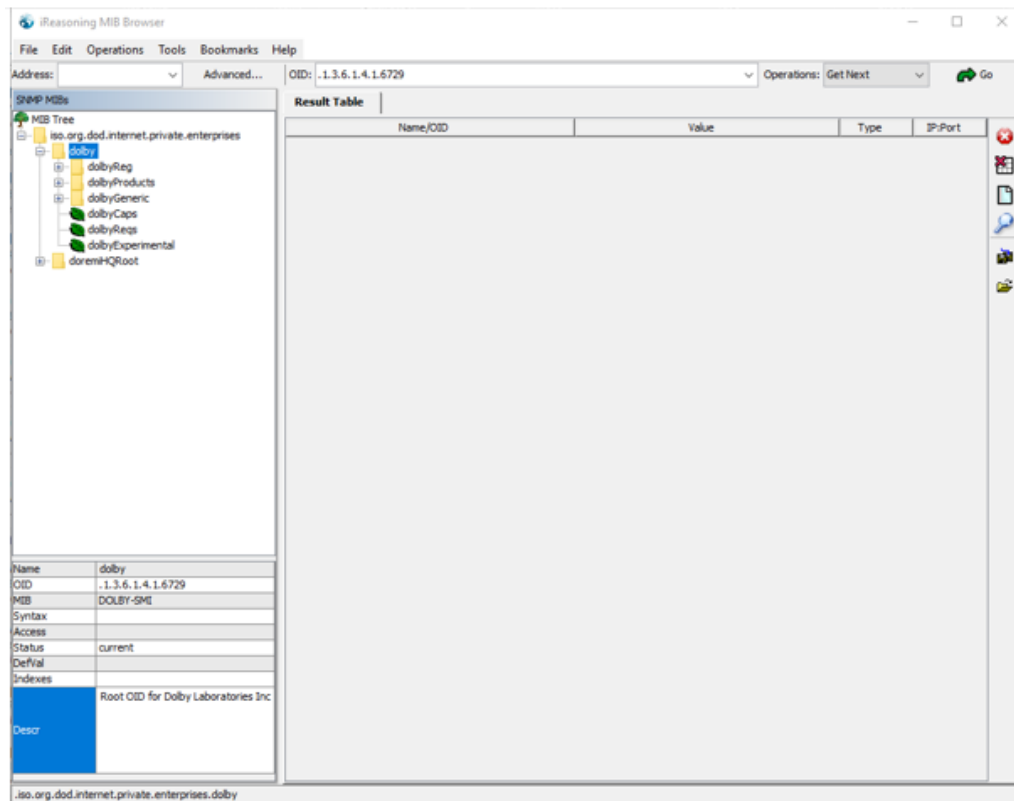 iReasoning MIB Browser
File Edit Operations Tools Bookmarks Help
Address: Advanced... OID: .1.3.6.1.4.1.6729 Operations: Get Next Go
SNMP MIBs
MIB Tree
iso.org.dod.internet.private.enterprises
dolby
dolbyReg
dolbyProducts
dolbyGeneric
dolbyCaps
dolbyReqs
dolbyExperimental
doremiHQRoot
Result Table
Name/OID Value Type IP:Port
Name dolby
OID .1.3.6.1.4.1.6729
MIB DOLBY-SMI
Syntax
Access
Status current
DefVal
Indexes
Descr Root OID for Dolby Laboratories Inc
.iso.org.dod.internet.private.enterprises.dolby